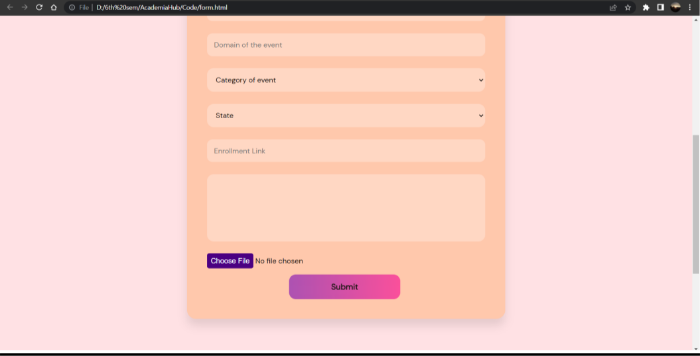 File | D:/6th%20sem/AcademiaHub/Code/form.html
Domain of the event
Category of event
State
Enrollment Link
Choose File No file chosen
Submit